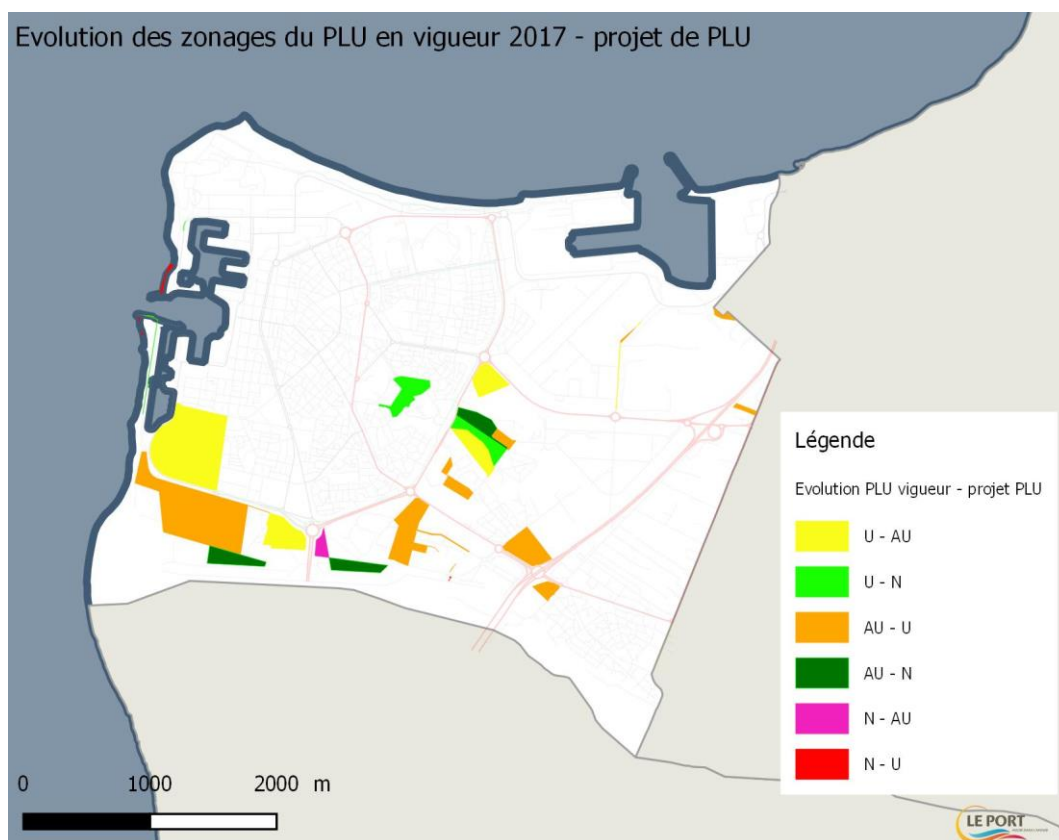 Evolution des zonages du PLU en vigueur 2017 - projet de PLU
Légende
Evolution PLU vigueur - projet PLU
U - AU
U - N
AU - U
AU - N
N - AU
N - U
0 1000 2000 m
LE PORT